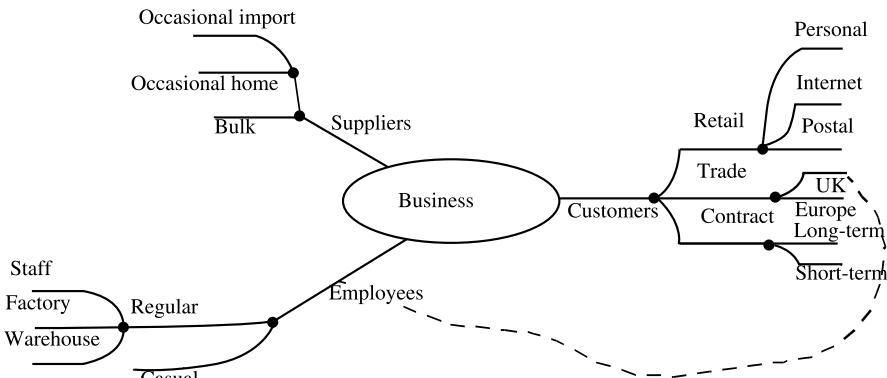 Occasional import
Occasional home
Bulk
Suppliers
Business
Customers
Retail
Personal
Internet
Postal
Trade
UK
Europe
Contract
Long-term
Short-term
Employees
Regular
Staff
Factory
Warehouse
Casual